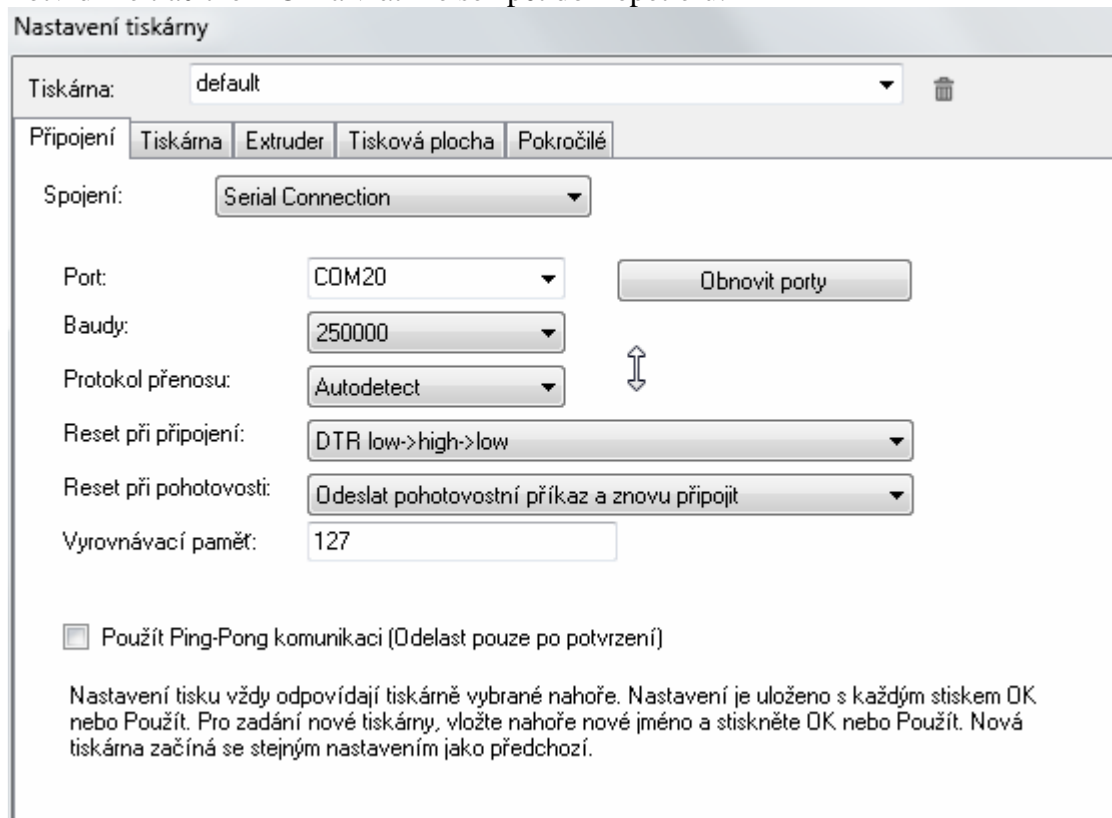 Nastavení tiskárny
Tiskárna: default
Připojení Tiskárna Extruder Tisková plocha Pokročilé
Spojení: Serial Connection
Port: COM20 Obnovit porty
Baudy: 250000
Protokol přenosu: Autodetect
Reset při připojení: DTR low->high->low
Reset při pohotovosti: Odeslat pohotovostní příkaz a znovu připojit
Vyrovnávací paměť: 127
Použít Ping-Pong komunikaci (Odelast pouze po potvrzení)
Nastavení tisku vždy odpovídají tiskárně vybrané nahoře. Nastavení je uloženo s každým stiskem OK
nebo Použít. Pro zadání nové tiskárny, vložte nahoře nové jméno a stiskněte OK nebo Použít. Nová
tiskárna začíná se stejným nastavením jako předchozí.